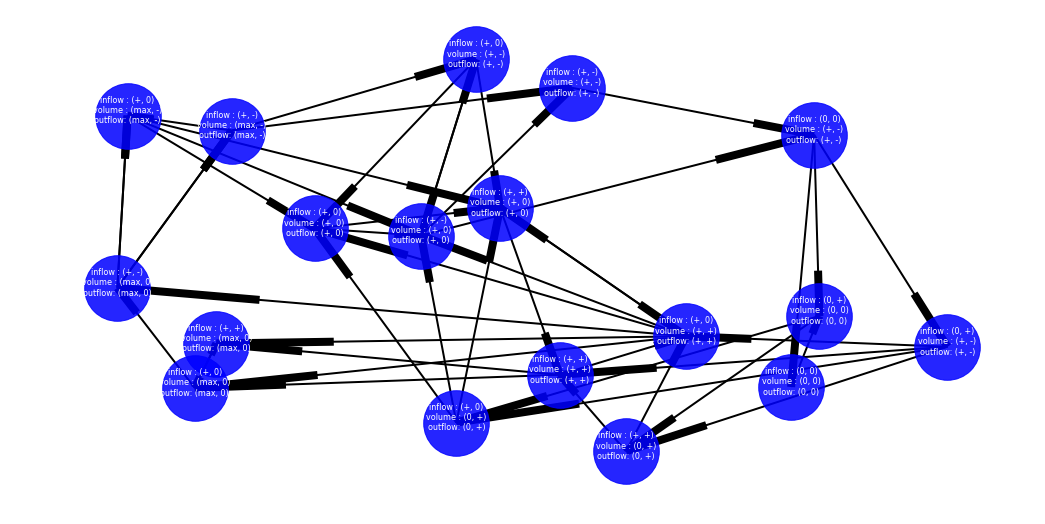 inflow : (+, 0)
volume : (+, -)
outflow: (+, -)
inflow : (+, -)
volume : (+, -)
outflow: (+, -)
inflow : (+, 0)
volume : (max, -)
outflow: (max, -)
inflow : (+, -)
volume : (max, -)
outflow: (max, -)
inflow : (0, 0)
volume : (+, -)
outflow: (+, -)
inflow : (+, +)
volume : (+, 0)
outflow: (+, 0)
inflow : (+, 0)
volume : (+, 0)
outflow: (+, 0)
inflow : (+, -)
volume : (+, 0)
outflow: (+, 0)
inflow : (+, -)
volume : (max, 0)
outflow: (max, 0)
inflow : (0, +)
volume : (0, 0)
outflow: (0, 0)
inflow : (+, +)
volume : (max, 0)
outflow: (max, 0)
inflow : (+, 0)
volume : (+, +)
outflow: (+, +)
inflow : (0, +)
volume : (+, -)
outflow: (+, -)
inflow : (+, 0)
volume : (max, 0)
outflow: (max, 0)
inflow : (+, +)
volume : (+, +)
outflow: (+, +)
inflow : (0, 0)
volume : (0, 0)
outflow: (0, 0)
inflow : (+, 0)
volume : (0, +)
outflow: (0, +)
inflow : (+, +)
volume : (0, +)
outflow: (0, +)